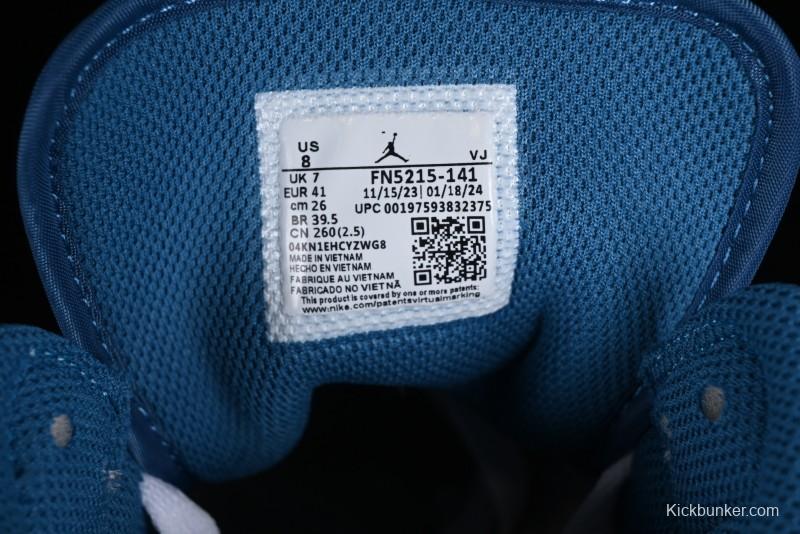 US
8
VJ
UK 7
FN5215-141
EUR 41
11/15/23| 01/18/24
cm 26
UPC 00197593832375
BR 39.5
CN 260(2.5)
04KN1EHCYZWG8
MADE IN VIETNAM
HECHO EN VIETNAM
FABRIQUE AU VIETNAM
FABRICADO NO VIETNÃ
This product is covered by one or more patents:
www.nike.com/patentsvirtualmarking
Kickbunker.com